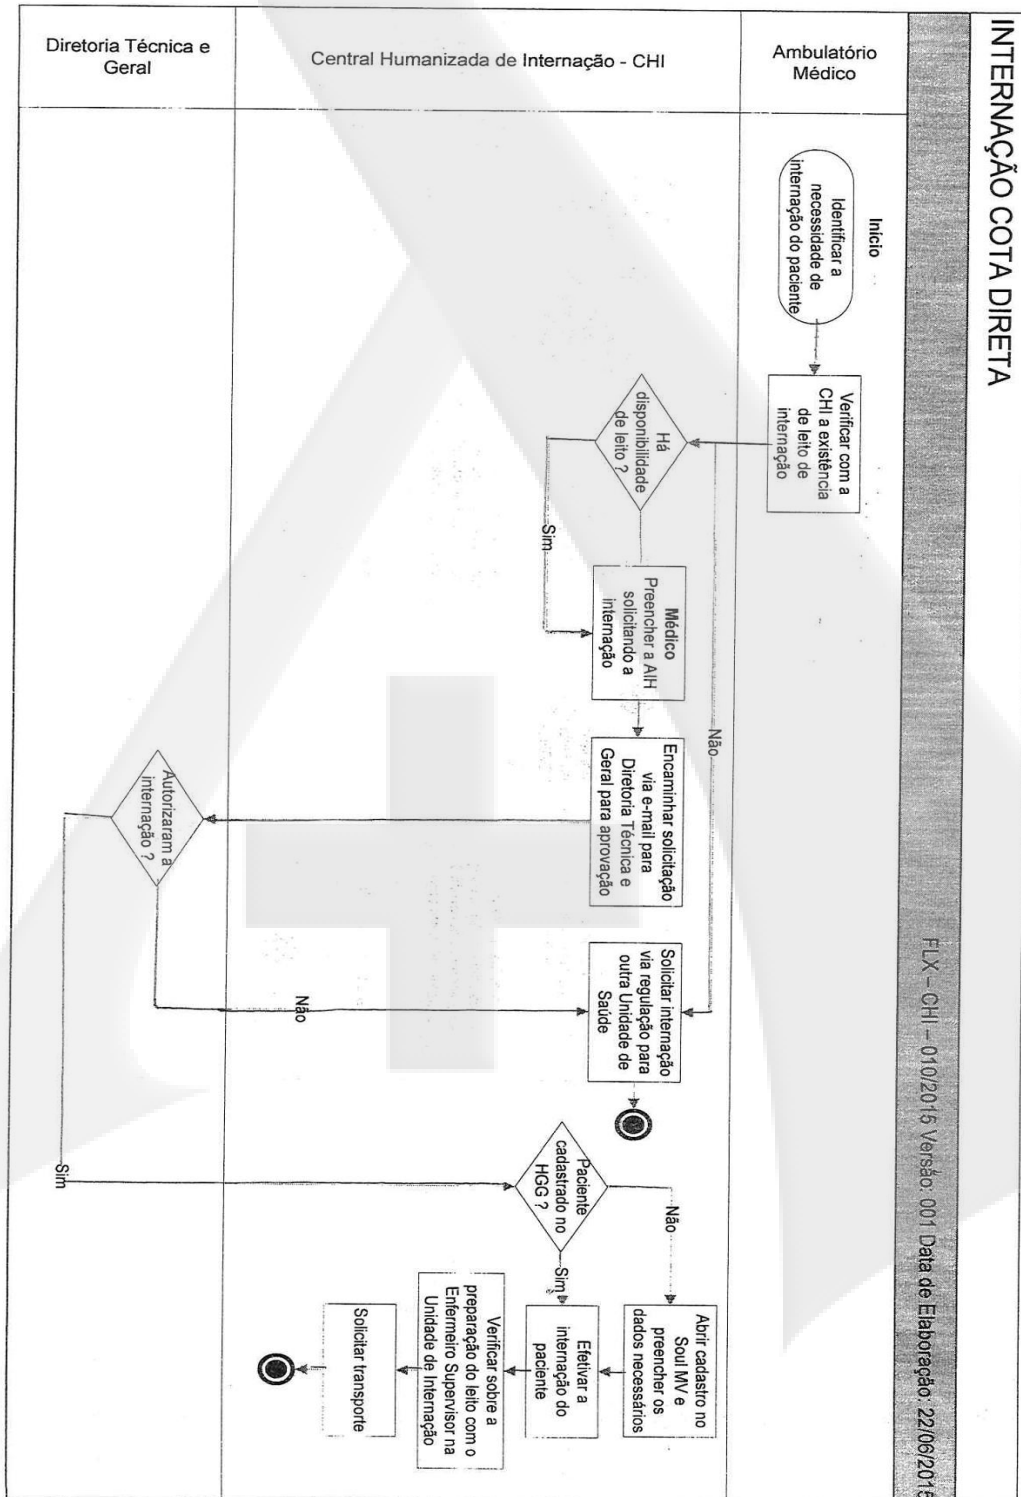 INTERNAÇÃO COTA DIRETA
FLX – CHI – 010/2015 Versão: 001 Data de Elaboração: 22/06/2015
Ambulatório
Médico
Início
Identificar a
necessidade de
internação do paciente
Verificar com a
CHI a existência
de leito de
internação
Central Humanizada de Internação - CHI
Há
disponibilidade
de leito ?
Sim
Não
Médico
Preencher a AIH
solicitando a
internação
Encaminhar solicitação
via e-mail para
Diretoria Técnica e
Geral para aprovação
Solicitar internação
via regulação para
outra Unidade de
Saúde
Não
Paciente
cadastrado no
HGG ?
Não
Sim
Abrir cadastro no
Soul MV e
preencher os
dados necessários
Efetivar a
internação do
paciente
Verificar sobre a
preparação do leito com o
Enfermeiro Supervisor na
Unidade de Internação
Solicitar transporte
Diretoria Técnica e
Geral
Autorizaram a
internação ?
Sim